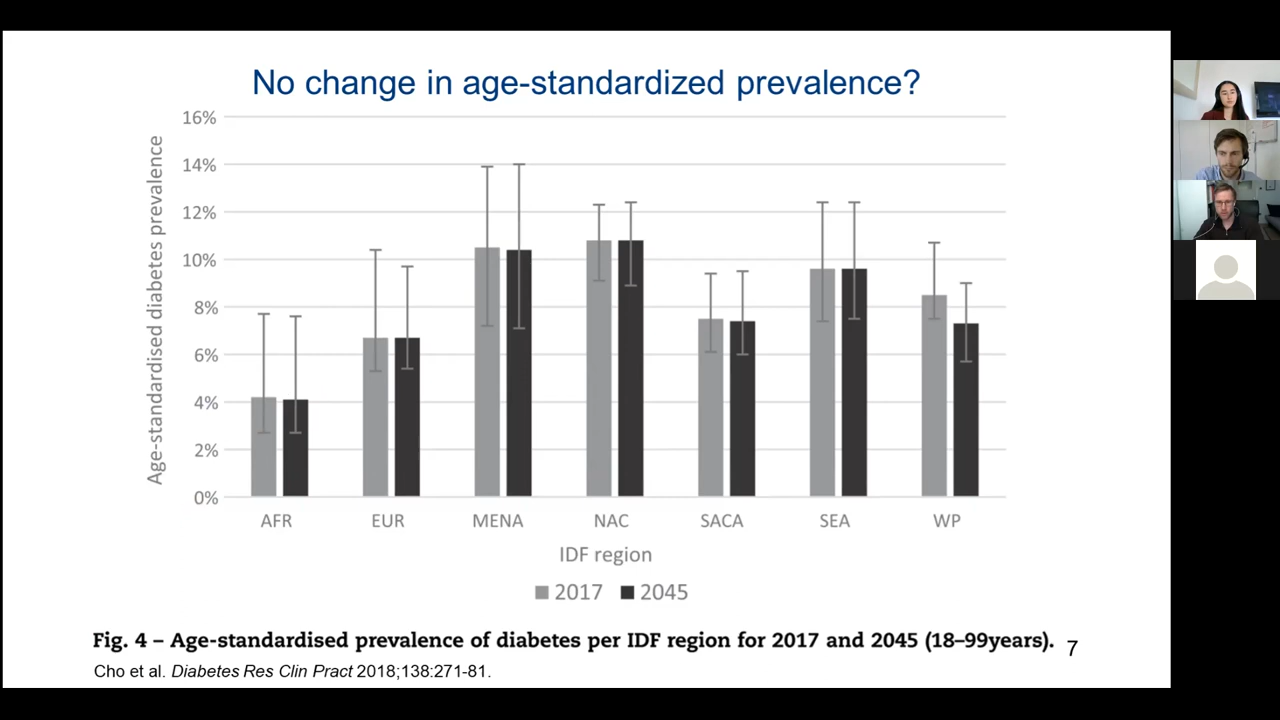 No change in age-standardized prevalence?
Age-standardised diabetes prevalence
16%
14%
12%
10%
8%
6%
4%
2%
0%
AFR EUR MENA NAC SACA SEA WP
IDF region
2017 2045
Fig. 4 – Age-standardised prevalence of diabetes per IDF region for 2017 and 2045 (18–99years).
7
Cho et al. Diabetes Res Clin Pract 2018;138:271-81.